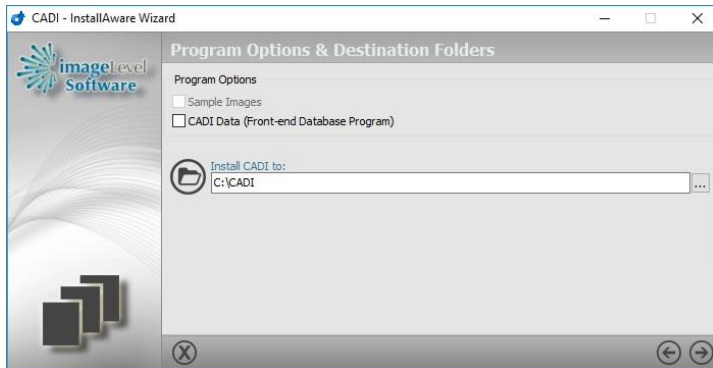 CADI - InstallAware Wizard
imageLevel
Software
Program Options & Destination Folders
Program Options
Sample Images
CADI Data (Front-end Database Program)
Install CADI to:
C:\CADI
...